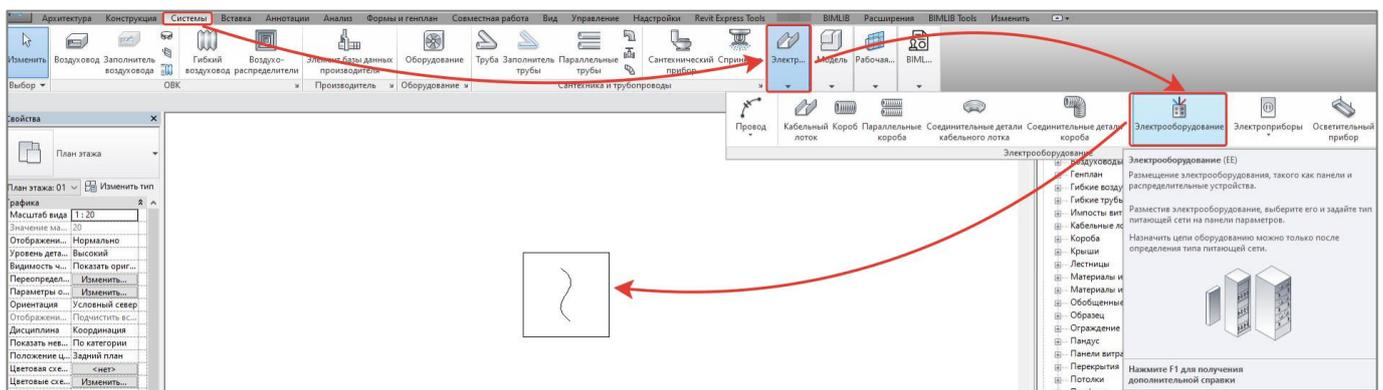 Архитектура Конструкция Системы Вставка Аннотации Анализ Формы и генплан Совместная работа Вид Управление Надстройки Revit Express Tools BIMLIB Расширения BIMLIB Tools Изменить
Изменить
Воздуховод
Заполнитель
воздуховода
Гибкий
воздуховод
Воздухо-
распределители
Элемент базы данных
производителя
Оборудование
Труба
Заполнитель
трубы
Параллельные
трубы
Сантехнический
прибор
Электр...
Модель
Рабочая...
BIML...
Выбор
ОВК
Производитель
Оборудование
Сантехника и трубопроводы
Провод
Кабельный
лоток
Короб
Параллельные
короба
Соединительные детали
кабельного лотка
Соединительные детали
короба
Электрооборудование
Электроприборы
Осветительный
прибор
Электрооборудование
Свойства
План этажа
План этажа: 01 Изменить тип
Графика
Масштаб вида 1 : 20
Значение ма... 20
Отображени... Нормально
Уровень дета... Высокий
Видимость ч... Показать ориг...
Переопредел... Изменить...
Параметры о... Изменить...
Ориентация Условный север
Отображени... Подчистить вс...
Дисциплина Координация
Показать нев... По категории
Положение ц... Задний план
Цветовая схе... <нет>
Цветовые схе... Изменить...
Воздуховоды
Генплан
Гибкие возду
Гибкие трубы
Импосты вит
Кабельные ло
Короба
Крыши
Лестницы
Материалы и
Материалы и
Обобщенные
Образец
Ограждение
Пандус
Панели витра
Перекрытия
Потолки
Электрооборудование (EE)
Размещение электрооборудования, такого как панели и
распределительные устройства.
Разместив электрооборудование, выберите его и задайте тип
питающей сети на панели параметров.
Назначить цепи оборудованию можно только после
определения типа питающей сети.
Нажмите F1 для получения
дополнительной справки